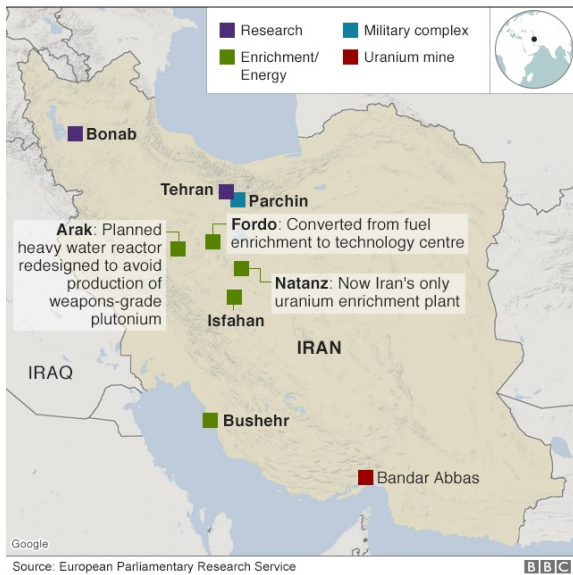 Research
Military complex
Enrichment/
Energy
Uranium mine
Bonab
Tehran
Parchin
Arak: Planned
heavy water reactor
redesigned to avoid
production of
weapons-grade
plutonium
Fordo: Converted from fuel
enrichment to technology centre
Natanz: Now Iran's only
uranium enrichment plant
Isfahan
IRAN
IRAQ
Bushehr
Bandar Abbas
Google
Source: European Parliamentary Research Service
BBC